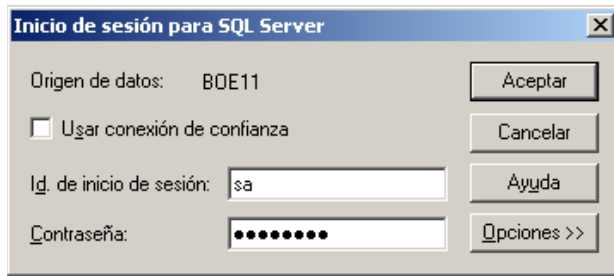 Inicio de sesión para SQL Server
Origen de datos: BOE11
Aceptar
Usar conexión de confianza
Cancelar
Id. de inicio de sesión: sa
Ayuda
Contraseña: ●●●●●●●●
Opciones >>